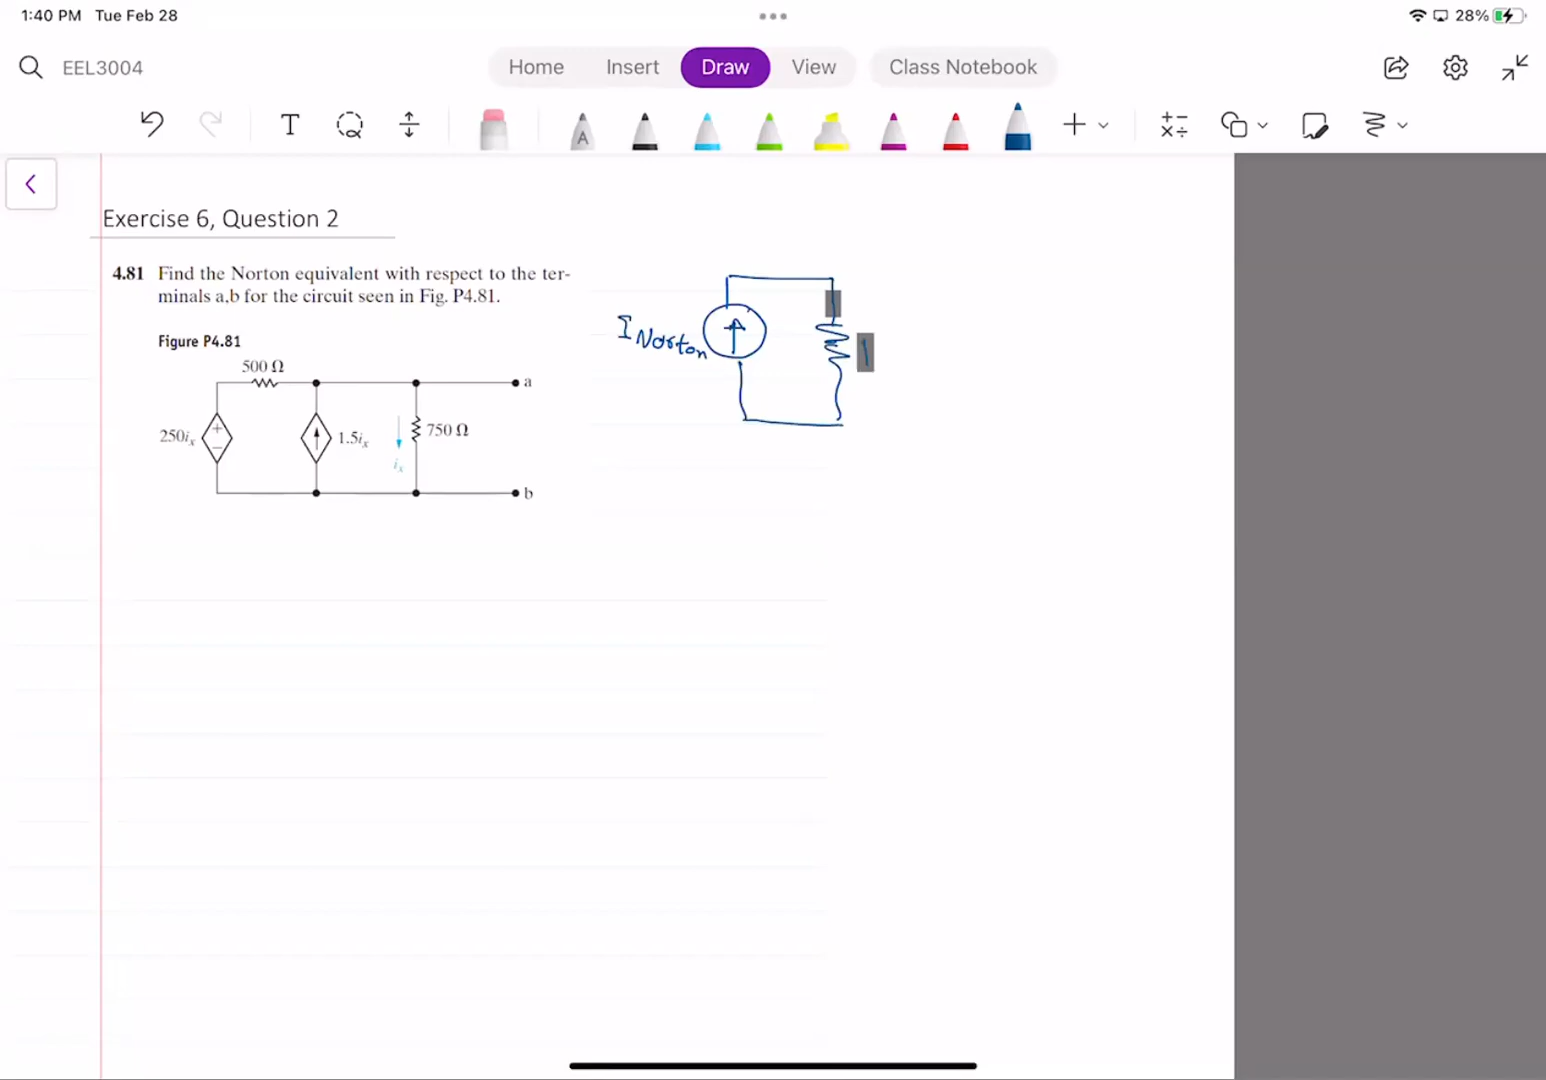 1:40 PM Tue Feb 28
28%
EEL3004
Home Insert Draw View Class Notebook
T
A
Exercise 6, Question 2
4.81 Find the Norton equivalent with respect to the ter-
minals a,b for the circuit seen in Fig. P4.81.
Figure P4.81
500 Ω
a
250iₓ
+
−
1.5iₓ
iₓ
750 Ω
b
I Norton